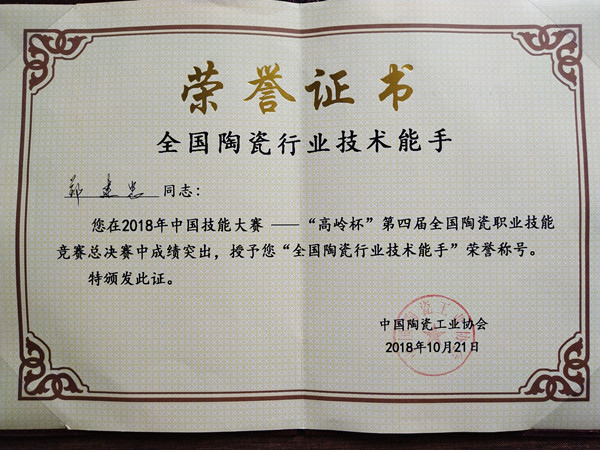 荣誉证书
全国陶瓷行业技术能手
郑建忠 同志：
您在2018年中国技能大赛 ——“高岭杯”第四届全国陶瓷职业技能
竞赛总决赛中成绩突出，授予您“全国陶瓷行业技术能手”荣誉称号。
特颁发此证。
中国陶瓷工业协会
2018年10月21日